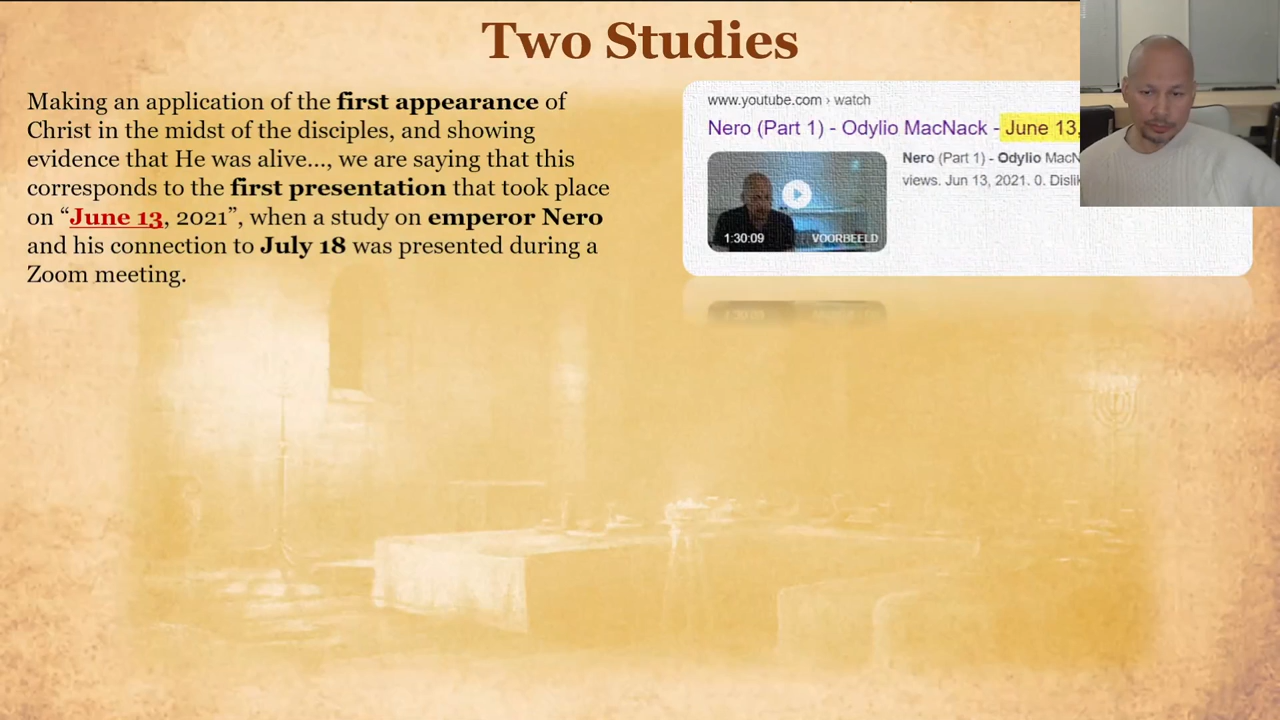 Two Studies
Making an application of the first appearance of
Christ in the midst of the disciples, and showing
evidence that He was alive..., we are saying that this
corresponds to the first presentation that took place
on “June 13, 2021”, when a study on emperor Nero
and his connection to July 18 was presented during a
Zoom meeting.
www.youtube.com › watch
Nero (Part 1) - Odylio MacNack - June 13,
Nero (Part 1) - Odylio MacN
views. Jun 13, 2021. 0. Dislik
1:30:09 VOORBEELD